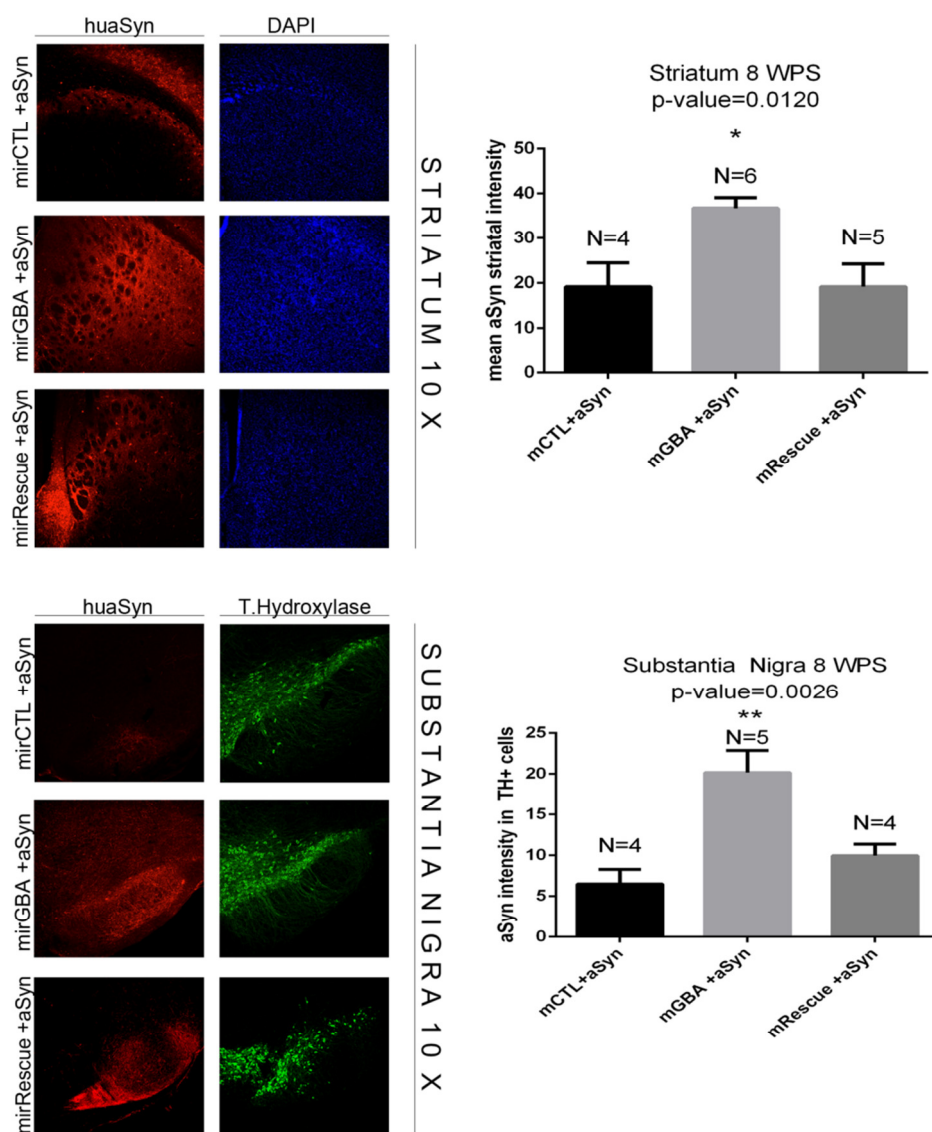 huaSyn DAPI
mirCTL +aSyn
mirGBA +aSyn
mirRescue +aSyn
STRIATUM 10 X
Striatum 8 WPS
p-value=0.0120
*
mean aSyn striatal intensity
50
40
30
20
10
0
N=4
N=6
N=5
mCTL+aSyn
mGBA +aSyn
mRescue +aSyn
huaSyn T.Hydroxylase
mirCTL +aSyn
mirGBA +aSyn
mirRescue +aSyn
SUBSTANTIA NIGRA 10 X
Substantia Nigra 8 WPS
p-value=0.0026
**
aSyn intensity in TH+ cells
25
20
15
10
5
0
N=4
N=5
N=4
mCTL+aSyn
mGBA +aSyn
mRescue +aSyn